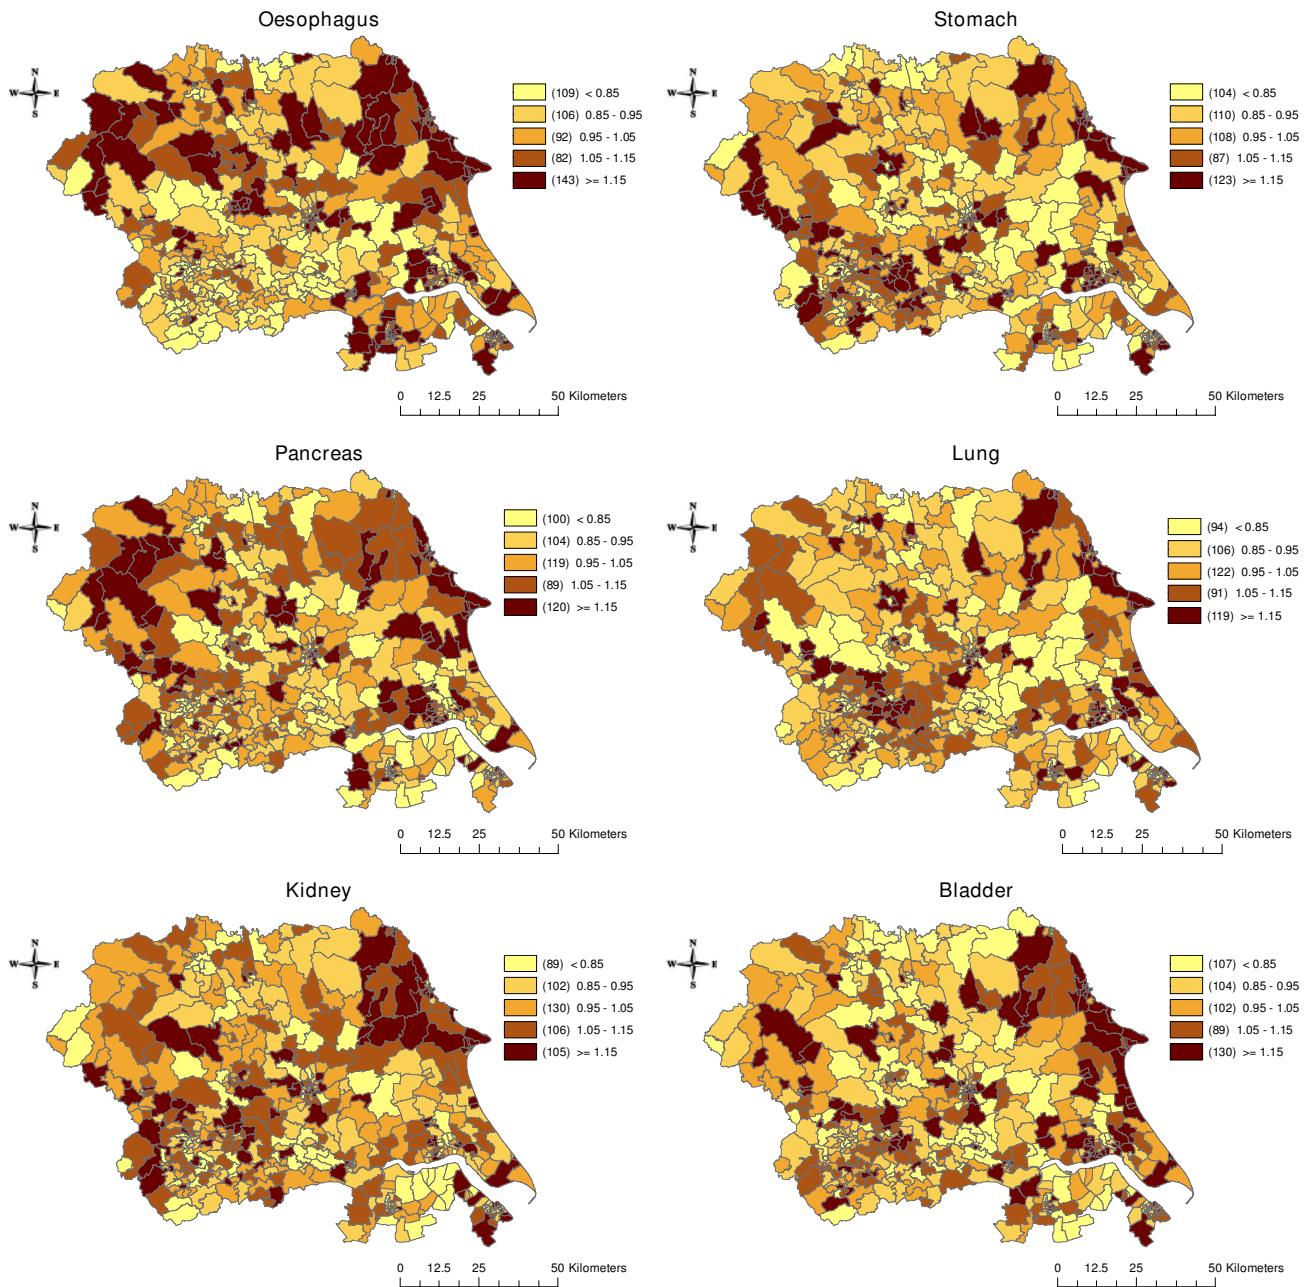 Oesophagus
N
W E
S
(109) < 0.85
(106) 0.85 - 0.95
(92) 0.95 - 1.05
(82) 1.05 - 1.15
(143) >= 1.15
0 12.5 25 50 Kilometers
Stomach
N
W E
S
(104) < 0.85
(110) 0.85 - 0.95
(108) 0.95 - 1.05
(87) 1.05 - 1.15
(123) >= 1.15
0 12.5 25 50 Kilometers
Pancreas
N
W E
S
(100) < 0.85
(104) 0.85 - 0.95
(119) 0.95 - 1.05
(89) 1.05 - 1.15
(120) >= 1.15
0 12.5 25 50 Kilometers
Lung
N
W E
S
(94) < 0.85
(106) 0.85 - 0.95
(122) 0.95 - 1.05
(91) 1.05 - 1.15
(119) >= 1.15
0 12.5 25 50 Kilometers
Kidney
N
W E
S
(89) < 0.85
(102) 0.85 - 0.95
(130) 0.95 - 1.05
(106) 1.05 - 1.15
(105) >= 1.15
0 12.5 25 50 Kilometers
Bladder
N
W E
S
(107) < 0.85
(104) 0.85 - 0.95
(102) 0.95 - 1.05
(89) 1.05 - 1.15
(130) >= 1.15
0 12.5 25 50 Kilometers